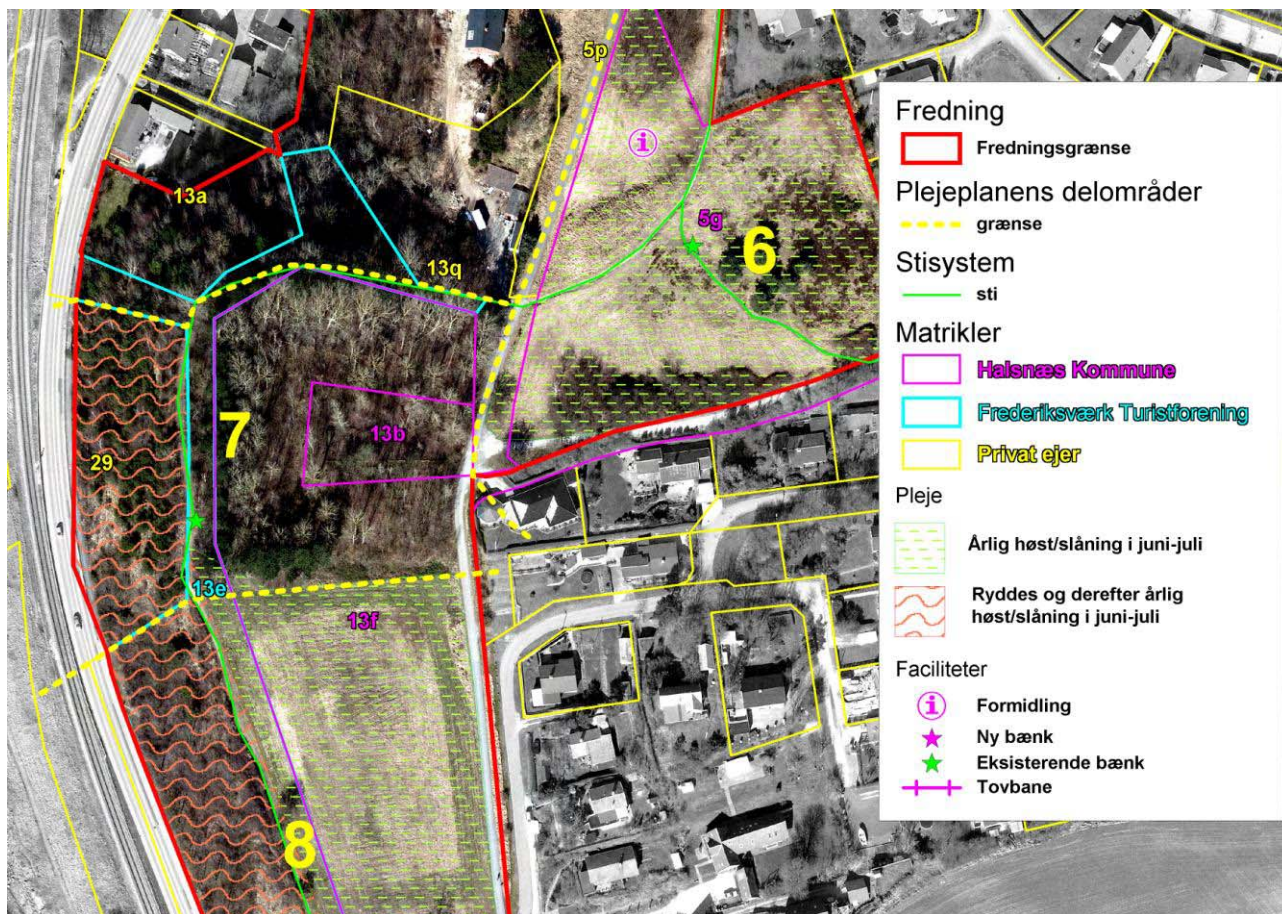 5p
13a
13q
5g
6
7
13b
29
13e
13f
8
Fredning
Fredningsgrænse
Plejeplanens delområder
grænse
Stisystem
sti
Matrikler
Halsnæs Kommune
Frederiksværk Turistforening
Privat ejer
Pleje
Årlig høst/slåning i juni-juli
Ryddes og derefter årlig
høst/slåning i juni-juli
Faciliteter
i Formidling
Ny bænk
Eksisterende bænk
Tovbane